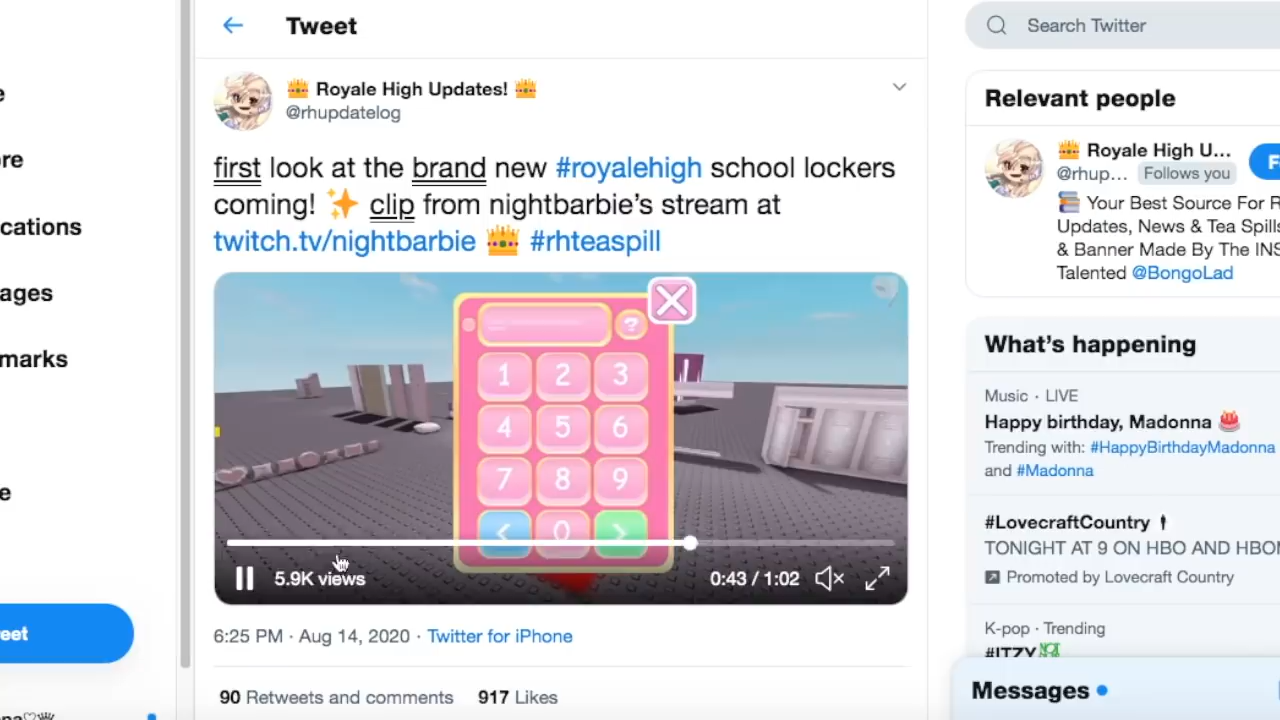 Tweet
👑 Royale High Updates! 👑
@rhupdatelog
first look at the brand new #royalehigh school lockers
coming! ✨ clip from nightbarbie’s stream at
twitch.tv/nightbarbie 👑 #rhteaspill
?
1 2 3
4 5 6
7 8 9
< 0 >
5.9K views
0:43 / 1:02
6:25 PM · Aug 14, 2020 · Twitter for iPhone
90 Retweets and comments 917 Likes
e
re
cations
ages
marks
e
eet
Search Twitter
Relevant people
👑 Royale High U...
@rhup... Follows you
F
📚 Your Best Source For R
Updates, News & Tea Spills
& Banner Made By The INS
Talented @BongoLad
What’s happening
Music · LIVE
Happy birthday, Madonna 🎂
Trending with: #HappyBirthdayMadonna
and #Madonna
#LovecraftCountry
TONIGHT AT 9 ON HBO AND HBO
Promoted by Lovecraft Country
K-pop · Trending
#ITZY
Messages